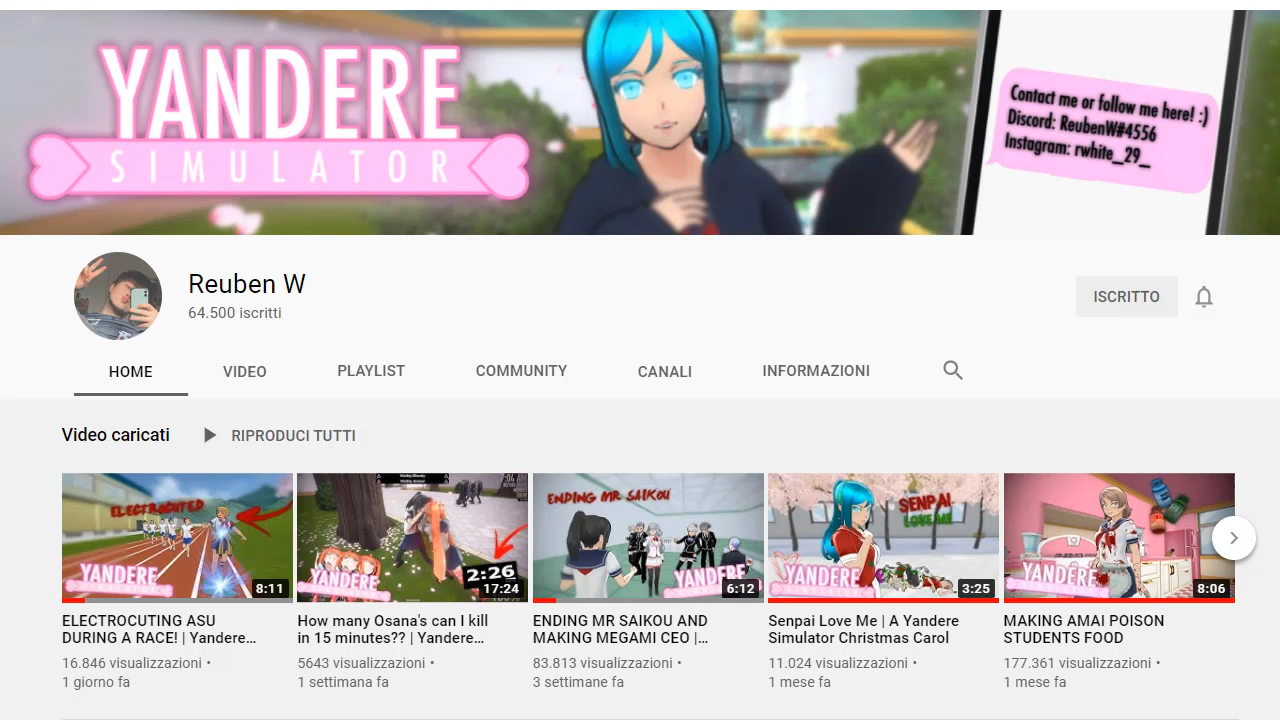 YANDERE
SIMULATOR
Contact me or follow me here! :)
Discord: ReubenW#4556
Instagram: rwhite_29_
Reuben W
64.500 iscritti
ISCRITTO
HOME
VIDEO
PLAYLIST
COMMUNITY
CANALI
INFORMAZIONI
Video caricati
RIPRODUCI TUTTI
ELECTROCUTED
YANDERE
SIMULATOR
8:11
YANDERE
SIMULATOR
2:26
17:24
ENDING MR SAIKOU
YANDERE
6:12
SENPAI
LOVE ME
YANDERE
SIMULATOR
3:25
YANDERE
SIMULATOR
8:06
ELECTROCUTING ASU
DURING A RACE! | Yandere…
16.846 visualizzazioni •
1 giorno fa
How many Osana's can I kill
in 15 minutes?? | Yandere…
5643 visualizzazioni •
1 settimana fa
ENDING MR SAIKOU AND
MAKING MEGAMI CEO |…
83.813 visualizzazioni •
3 settimane fa
Senpai Love Me | A Yandere
Simulator Christmas Carol
11.024 visualizzazioni •
1 mese fa
MAKING AMAI POISON
STUDENTS FOOD
177.361 visualizzazioni •
1 mese fa